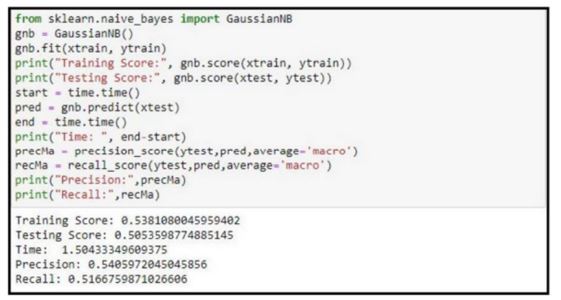 from sklearn.naive_bayes import GaussianNB
gnb = GaussianNB()
gnb.fit(xtrain, ytrain)
print("Training Score:", gnb.score(xtrain, ytrain))
print("Testing Score:", gnb.score(xtest, ytest))
start = time.time()
pred = gnb.predict(xtest)
end = time.time()
print("Time: ", end-start)
precMa = precision_score(ytest,pred,average='macro')
recMa = recall_score(ytest,pred,average='macro')
print("Precision:",precMa)
print("Recall:",recMa)
Training Score: 0.5381080045959402
Testing Score: 0.5053598774885145
Time:  1.50433349609375
Precision: 0.5405972045045856
Recall: 0.5166759871026606